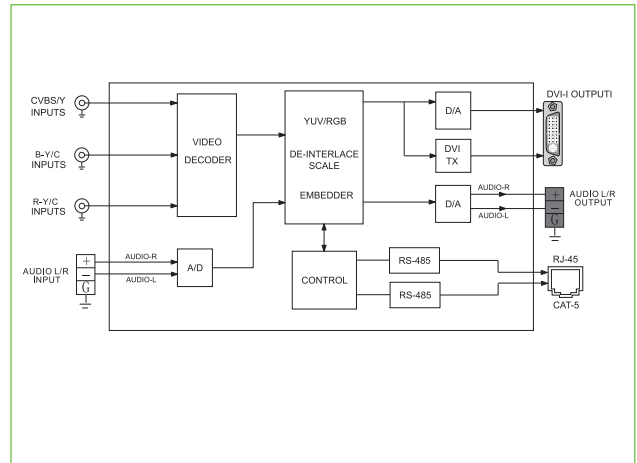 CVBS/Y
INPUTS
B-Y/C
INPUTS
R-Y/C
INPUTS
AUDIO L/R
INPUT
+
−
G
AUDIO-R
AUDIO-L
VIDEO
DECODER
A/D
YUV/RGB
DE-INTERLACE
SCALE
EMBEDDER
CONTROL
D/A
DVI
TX
D/A
RS-485
RS-485
DVI-I OUTPUTI
AUDIO-R
AUDIO-L
+
−
G
AUDIO L/R
OUTPUT
RJ-45
CAT-5